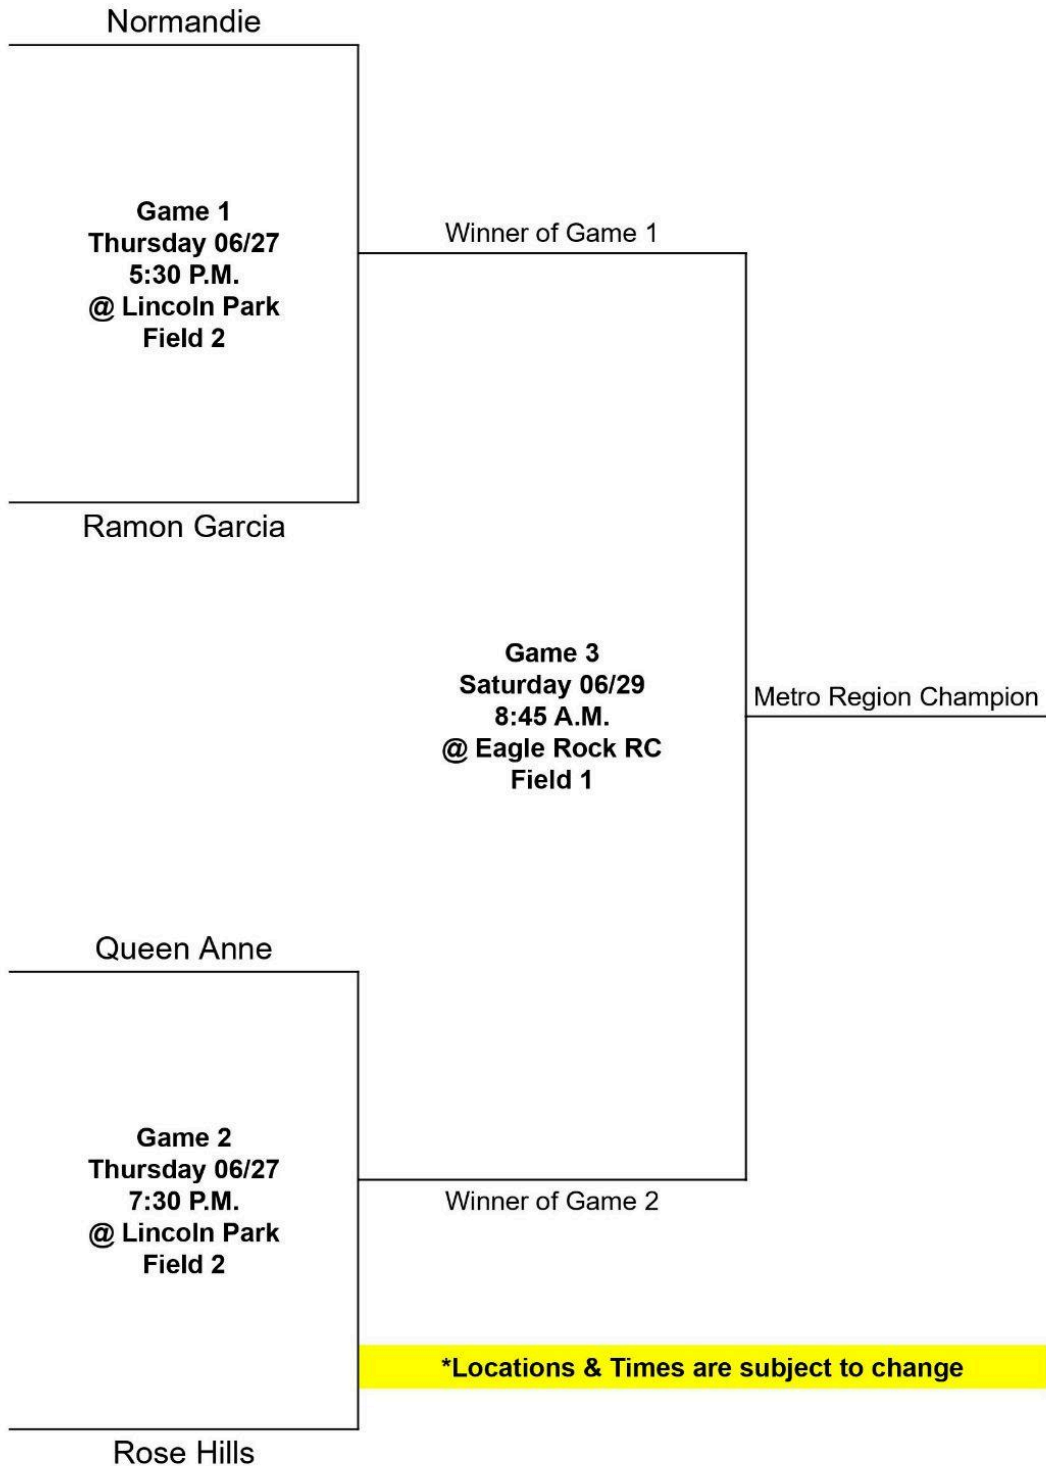 Normandie
Game 1
Thursday 06/27
5:30 P.M.
@ Lincoln Park
Field 2
Winner of Game 1
Ramon Garcia
Game 3
Saturday 06/29
8:45 A.M.
@ Eagle Rock RC
Field 1
Metro Region Champion
Queen Anne
Game 2
Thursday 06/27
7:30 P.M.
@ Lincoln Park
Field 2
Winner of Game 2
*Locations & Times are subject to change
Rose Hills